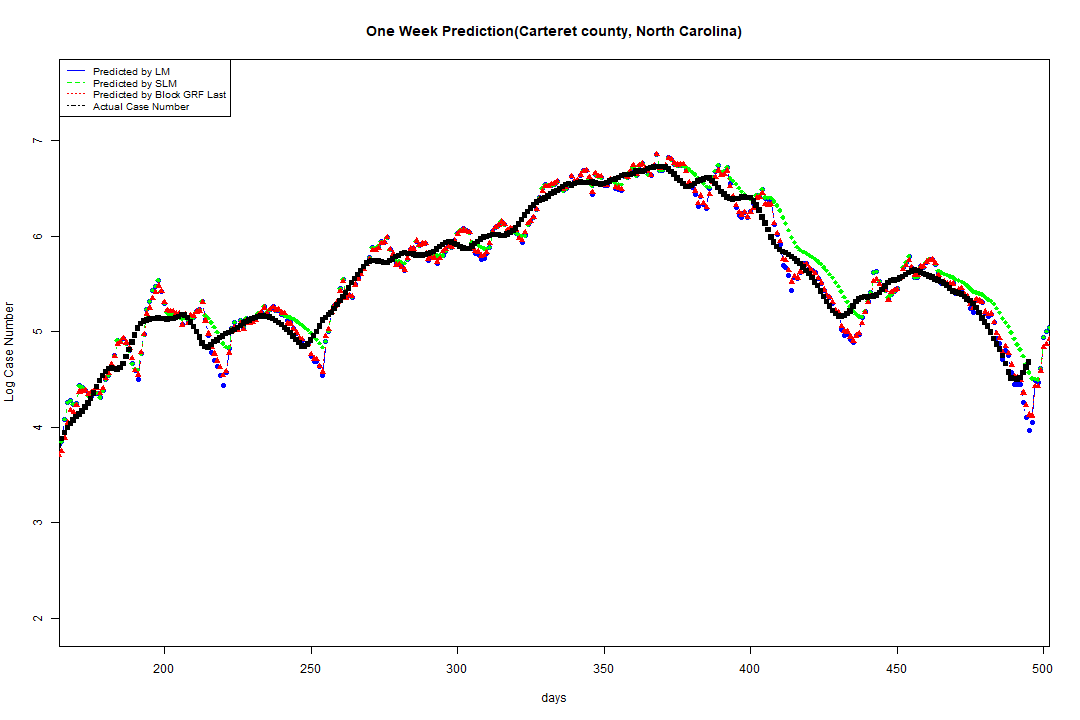 One Week Prediction(Carteret county, North Carolina)
Predicted by LM
Predicted by SLM
Predicted by Block GRF Last
Actual Case Number
7
6
5
4
3
2
Log Case Number
200 250 300 350 400 450 500
days